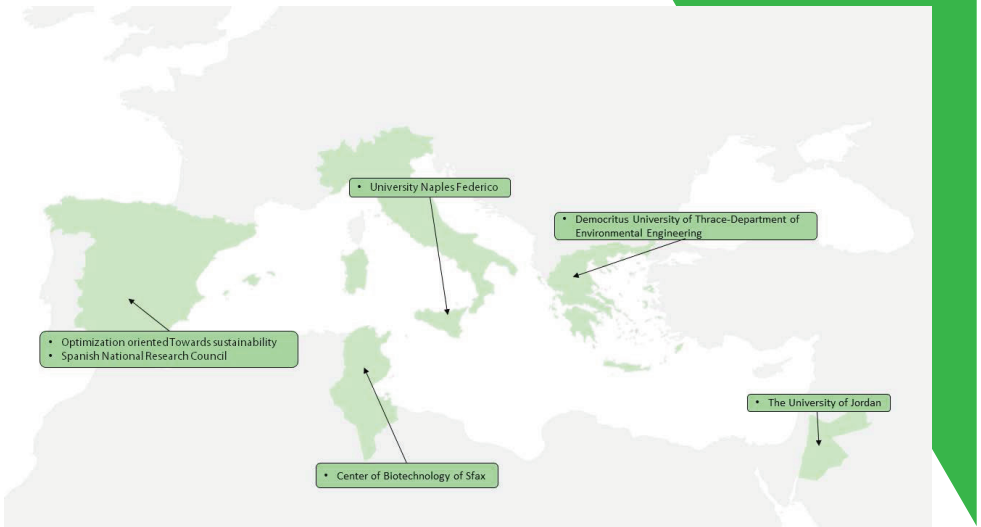 • University Naples Federico
• Democritus University of Thrace-Department of
Environmental Engineering
• Optimization oriented Towards sustainability
• Spanish National Research Council
• The University of Jordan
• Center of Biotechnology of Sfax